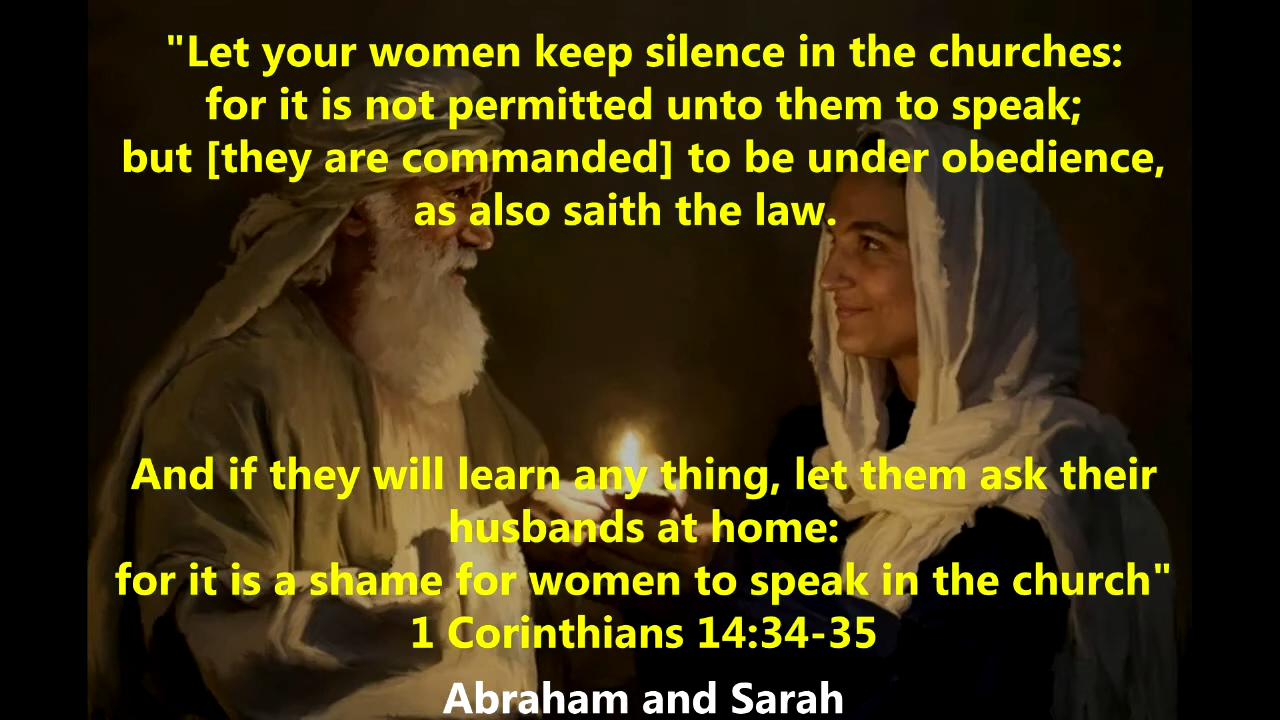 "Let your women keep silence in the churches:
for it is not permitted unto them to speak;
but [they are commanded] to be under obedience,
as also saith the law.
And if they will learn any thing, let them ask their
husbands at home:
for it is a shame for women to speak in the church"
1 Corinthians 14:34-35
Abraham and Sarah